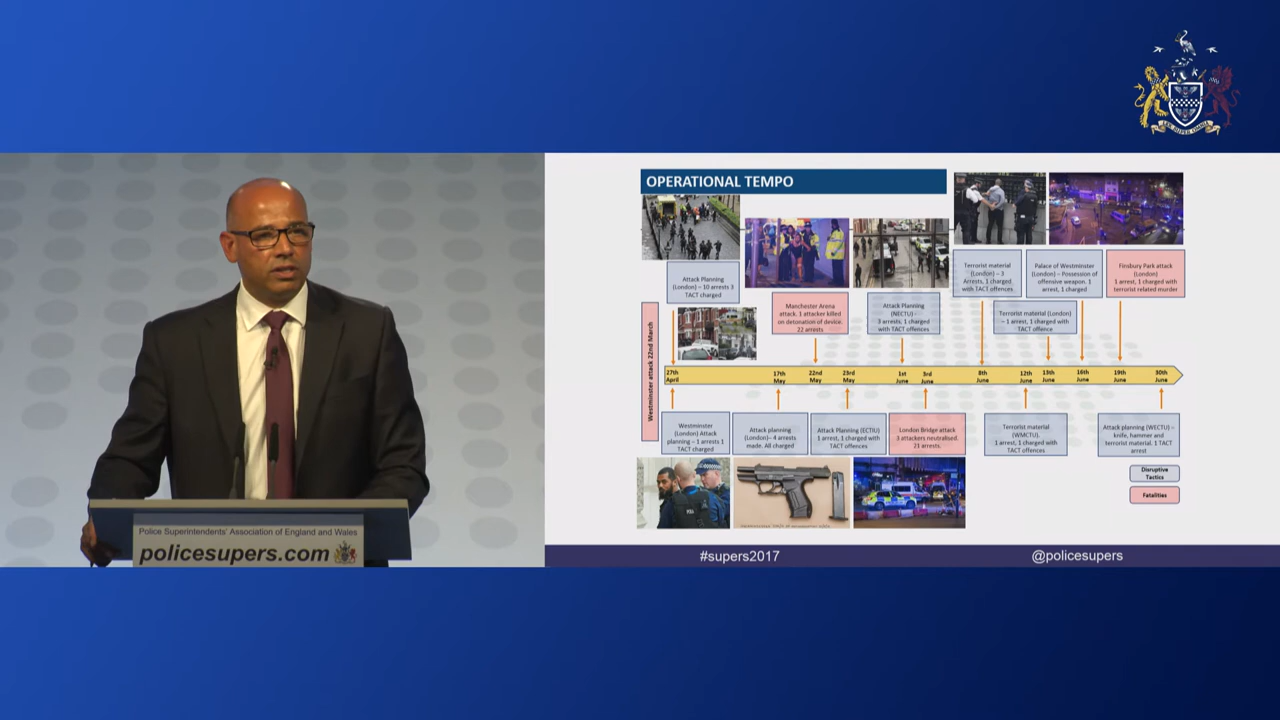 LEX SUPER OMNIA
OPERATIONAL TEMPO
Attack Planning
(London) – 10 arrests 3
TACT charged
Manchester Arena
attack. 1 attacker killed
on detonation of device.
22 arrests
Attack Planning
(NECTU) -
3 arrests, 1 charged
with TACT offences
Terrorist material
(London) – 3
Arrests, 1 charged
with TACT offences
Palace of Westminster
(London) – Possession of
offensive weapon. 1
arrest, 1 charged
Finsbury Park attack
(London)
1 arrest, 1 charged with
terrorist related murder
Terrorist material (London)
– 1 arrest, 1 charged with
TACT offence
Westminster attack 22nd March
27th
April
17th
May
22nd
May
23rd
May
1st
June
3rd
June
8th
June
12th
June
13th
June
16th
June
19th
June
30th
June
Westminster
(London) Attack
planning – 1 arrests 1
TACT charged
Attack planning
(London)– 4 arrests
made. All charged
Attack Planning (ECTIU)
1 arrest, 1 charged with
TACT offences
London Bridge attack
3 attackers neutralised.
21 arrests.
Terrorist material
(WMCTU).
1 arrest, 1 charged with
TACT offences
Attack planning (WECTU) –
knife, hammer and
terrorist material. 1 TACT
arrest
Disruptive
Tactics
Fatalities
Police Superintendents' Association of England and Wales
policesupers.com
#supers2017
@policesupers